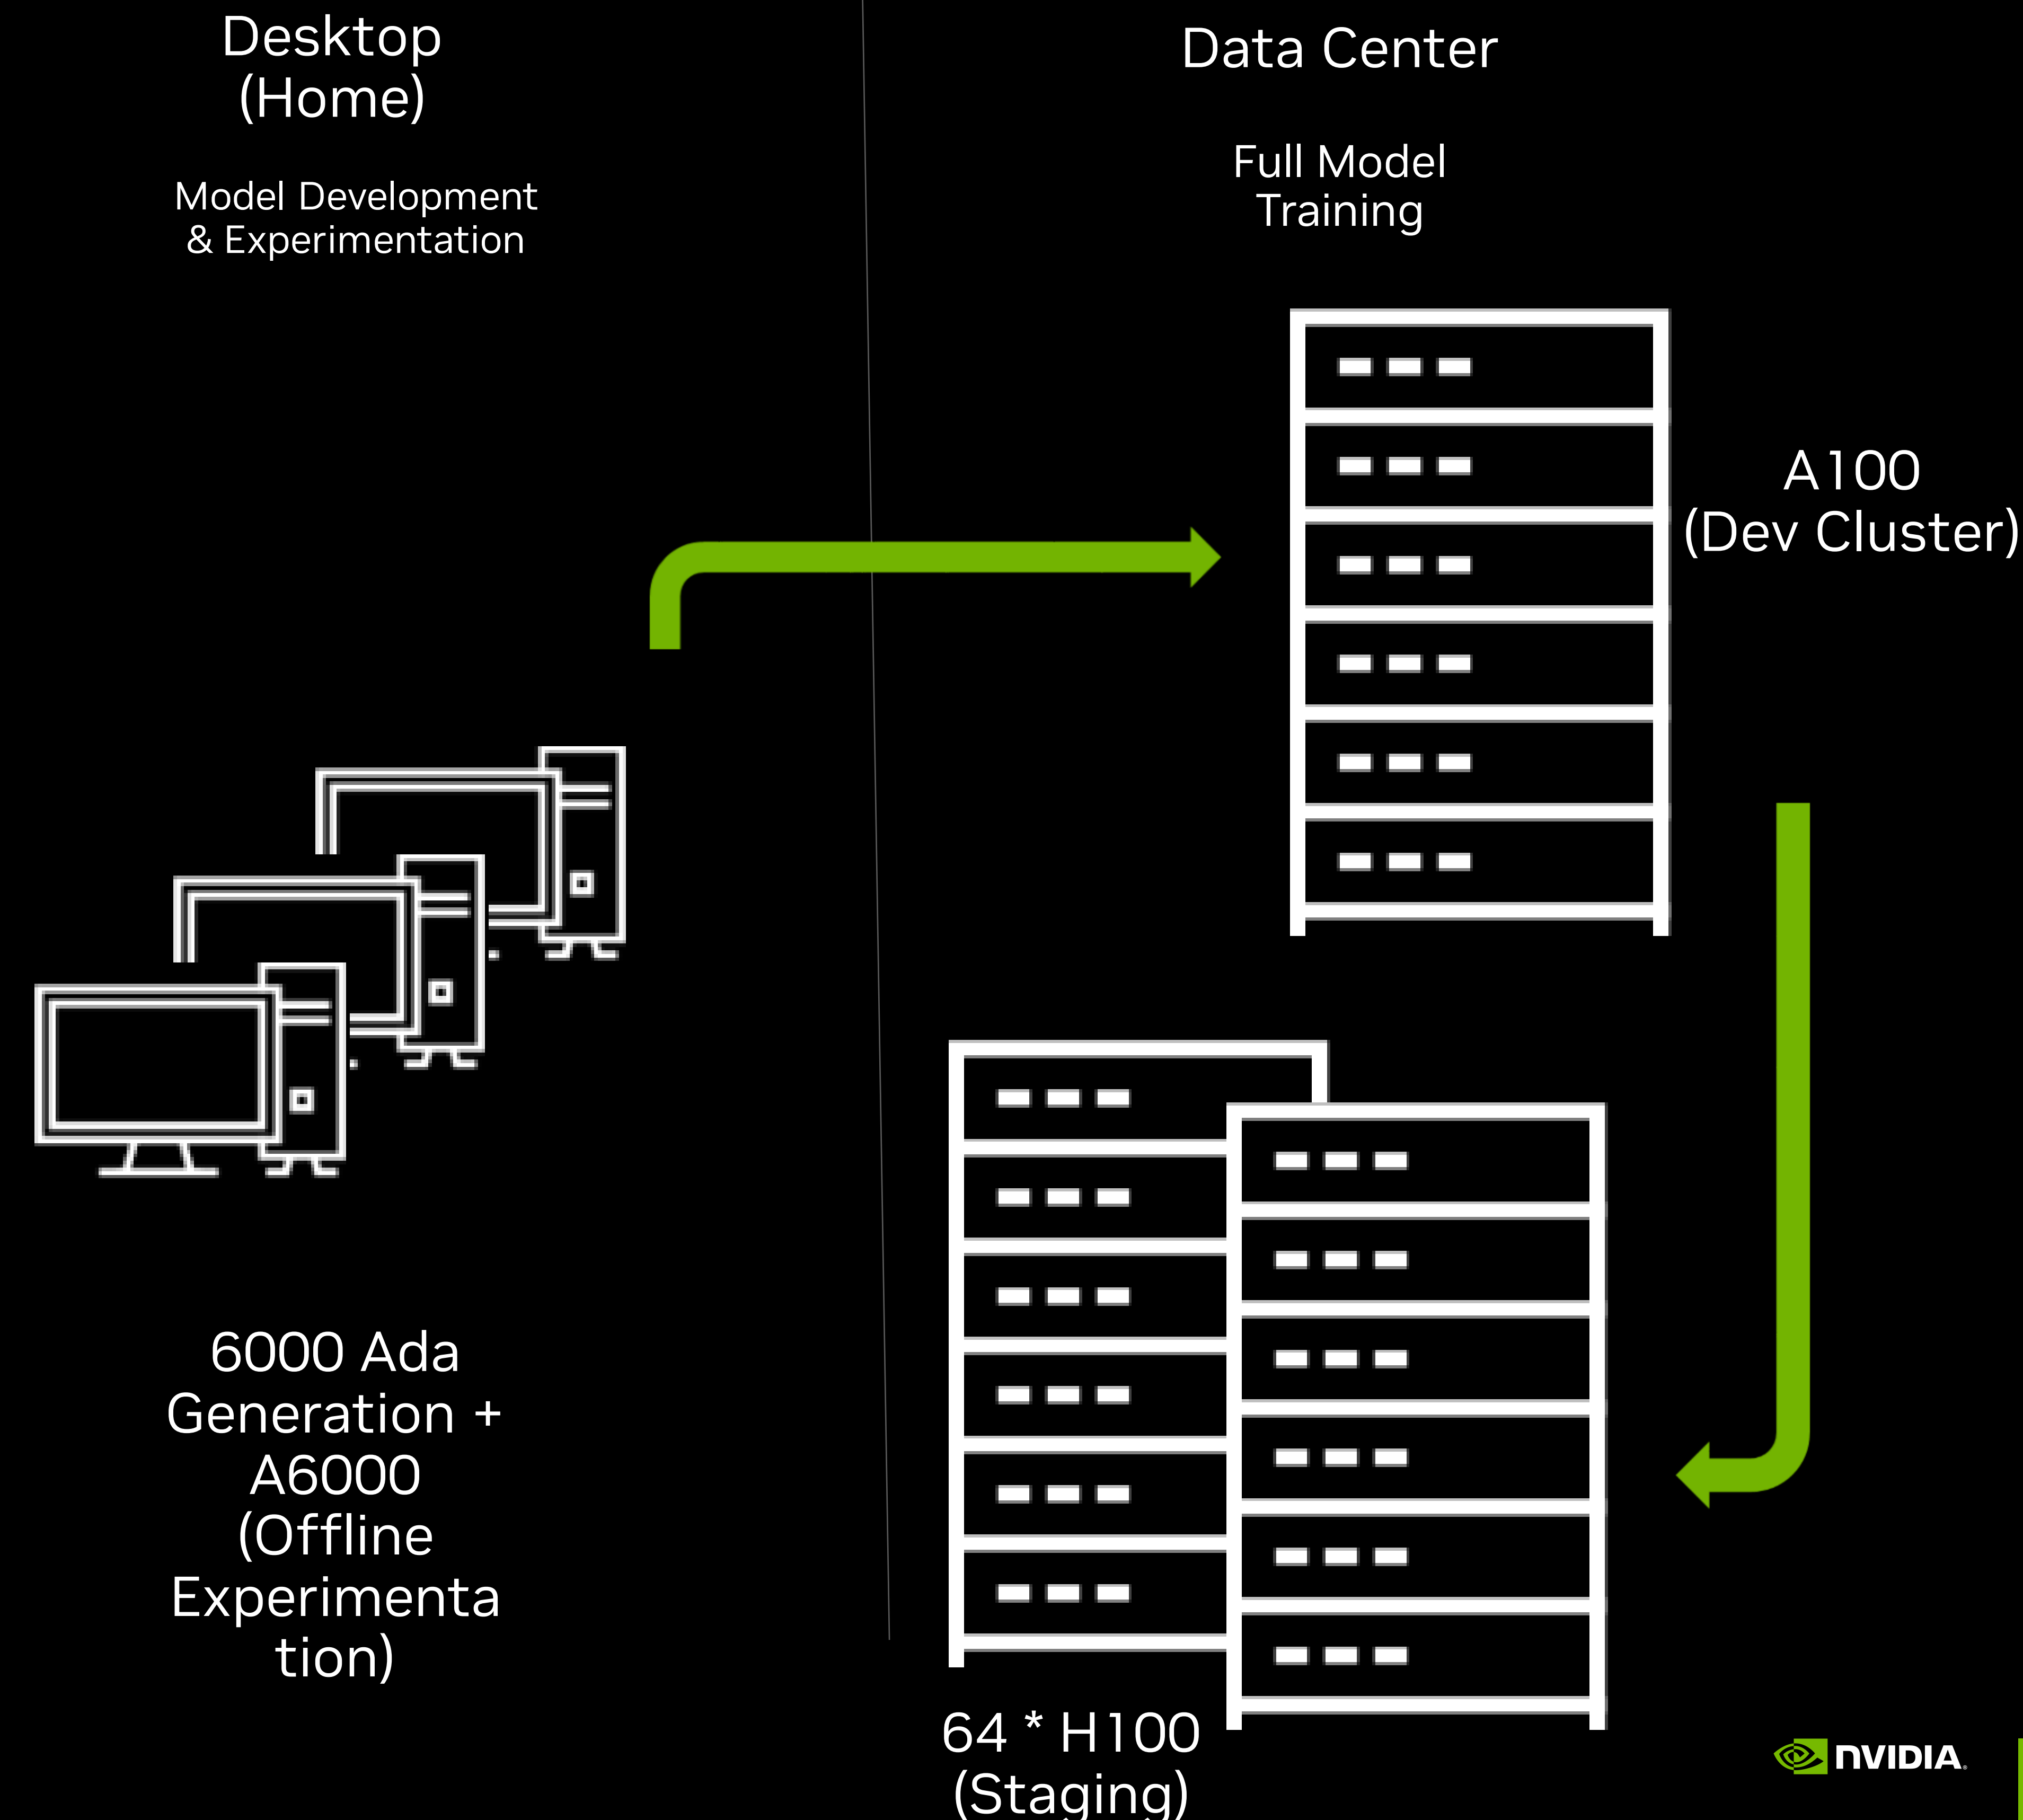 Desktop
(Home)
Model Development
& Experimentation
Data Center
Full Model
Training
A100
(Dev Cluster)
6000 Ada
Generation +
A6000
(Offline
Experimenta
tion)
64 * H100
(Staging)
NVIDIA.